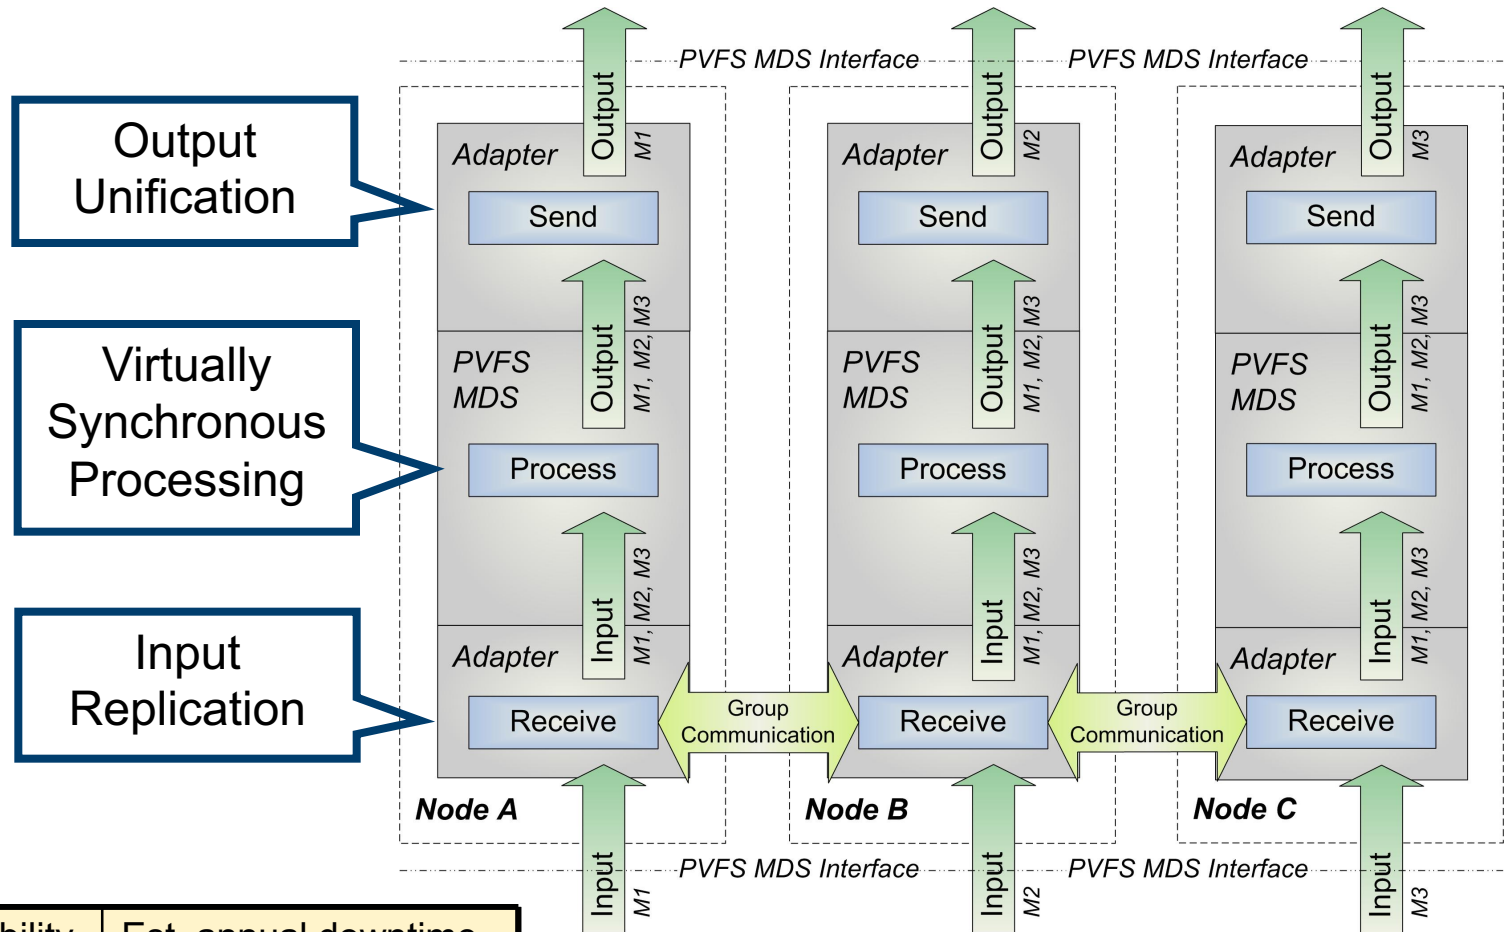 PVFS MDS Interface
PVFS MDS Interface
Output
Unification
Virtually
Synchronous
Processing
Input
Replication
Output
M1
Adapter
Send
Output
M1, M2, M3
PVFS
MDS
Process
Input
M1, M2, M3
Adapter
Receive
Node A
Input
M1
Group
Communication
Output
M2
Adapter
Send
Output
M1, M2, M3
PVFS
MDS
Process
Input
M1, M2, M3
Adapter
Receive
Node B
Input
M2
Group
Communication
Output
M3
Adapter
Send
Output
M1, M2, M3
PVFS
MDS
Process
Input
M1, M2, M3
Adapter
Receive
Node C
Input
M3
PVFS MDS Interface
PVFS MDS Interface
Est. annual downtime